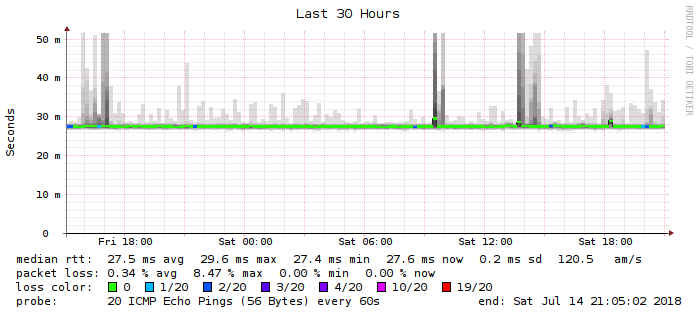 Last 30 Hours
RRDTOOL / TOBI OETIKER
Seconds
50 m
40 m
30 m
20 m
10 m
0
Fri 18:00 Sat 00:00 Sat 06:00 Sat 12:00 Sat 18:00
median rtt: 27.5 ms avg 29.6 ms max 27.4 ms min 27.6 ms now 0.2 ms sd 120.5 am/s
packet loss: 0.34 % avg 8.47 % max 0.00 % min 0.00 % now
loss color: 0 1/20 2/20 3/20 4/20 10/20 19/20
probe: 20 ICMP Echo Pings (56 Bytes) every 60s end: Sat Jul 14 21:05:02 2018